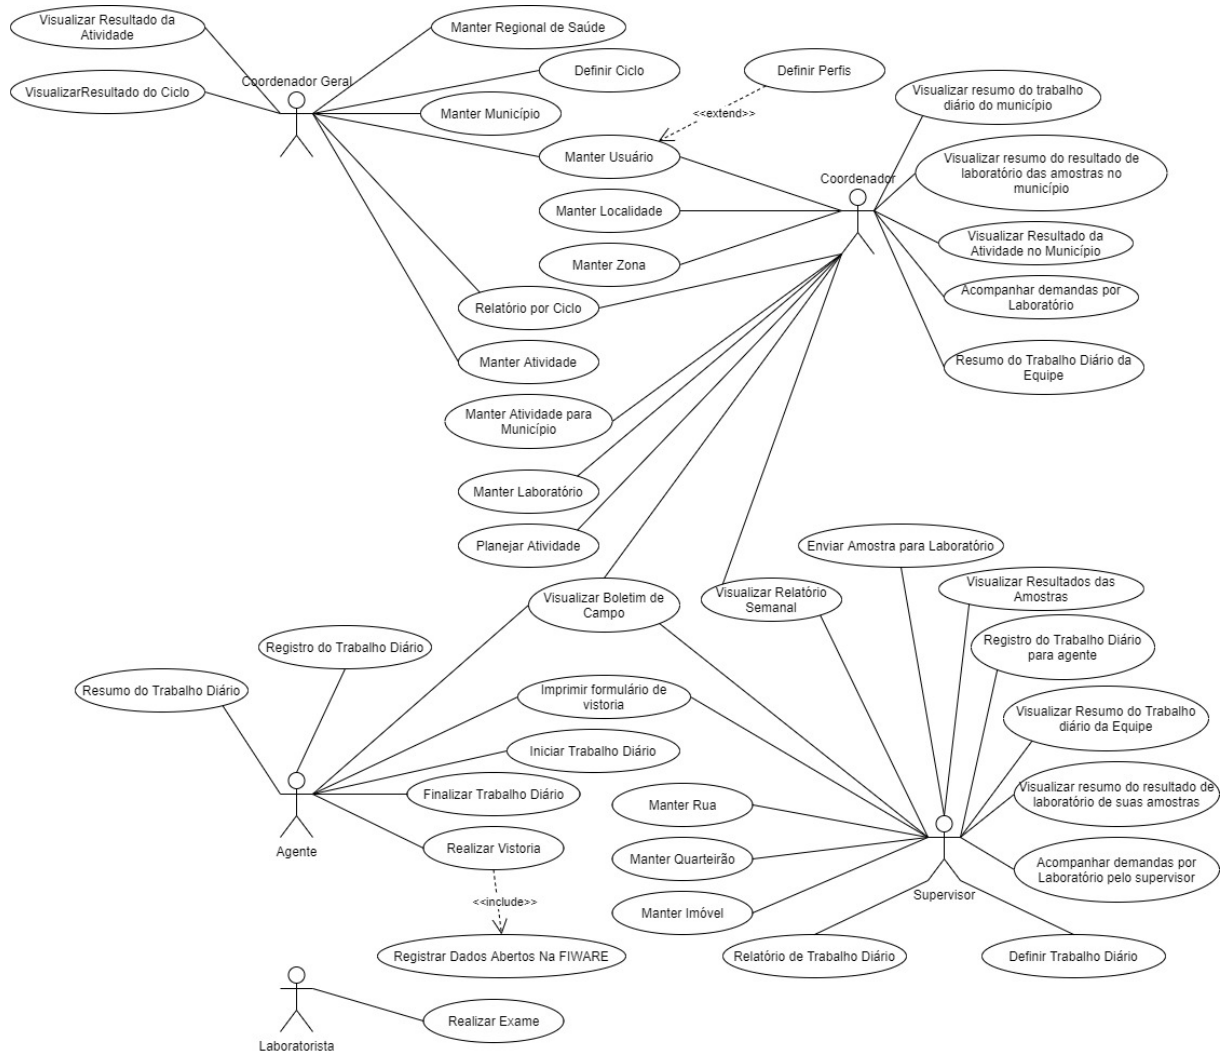 Visualizar Resultado da
Atividade
VisualizarResultado do Ciclo
Coordenador Geral
Manter Regional de Saúde
Definir Ciclo
Manter Município
Definir Perfis
<<extend>>
Manter Usuário
Manter Localidade
Manter Zona
Relatório por Ciclo
Manter Atividade
Manter Atividade para
Município
Manter Laboratório
Planejar Atividade
Coordenador
Visualizar resumo do trabalho
diário do município
Visualizar resumo do resultado de
laboratório das amostras no
município
Visualizar Resultado da
Atividade no Município
Acompanhar demandas por
Laboratório
Resumo do Trabalho Diário da
Equipe
Visualizar Boletim de
Campo
Visualizar Relatório
Semanal
Enviar Amostra para Laboratório
Visualizar Resultados das
Amostras
Registro do Trabalho Diário
para agente
Visualizar Resumo do Trabalho
diário da Equipe
Visualizar resumo do resultado de
laboratório de suas amostras
Acompanhar demandas por
Laboratório pelo supervisor
Supervisor
Definir Trabalho Diário
Relatório de Trabalho Diário
Manter Rua
Manter Quarteirão
Manter Imóvel
Registro do Trabalho Diário
Resumo do Trabalho Diário
Imprimir formulário de
vistoria
Iniciar Trabalho Diário
Finalizar Trabalho Diário
Agente
Realizar Vistoria
<<include>>
Registrar Dados Abertos Na FIWARE
Realizar Exame
Laboratorista